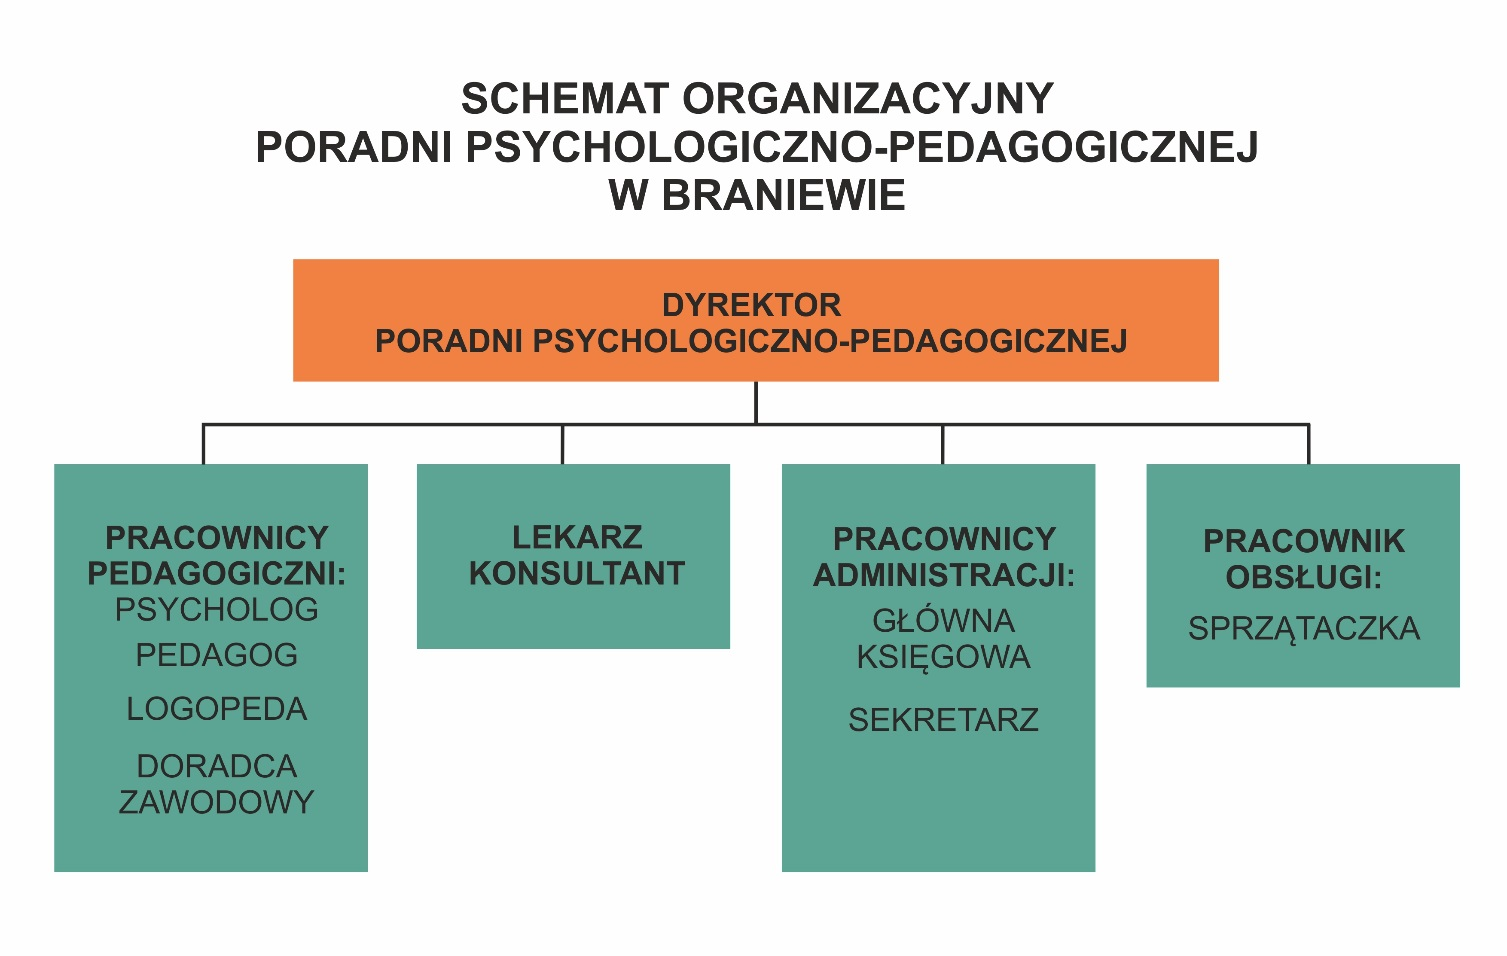 SCHEMAT ORGANIZACYJNY
PORADNI PSYCHOLOGICZNO-PEDAGOGICZNEJ
W BRANIEWIE
DYREKTOR
PORADNI PSYCHOLOGICZNO-PEDAGOGICZNEJ
PRACOWNICY
PEDAGOGICZNI:
PSYCHOLOG
PEDAGOG
LOGOPEDA
DORADCA
ZAWODOWY
LEKARZ
KONSULTANT
PRACOWNICY
ADMINISTRACJI:
GŁÓWNA
KSIĘGOWA
SEKRETARZ
PRACOWNIK
OBSŁUGI:
SPRZĄTACZKA